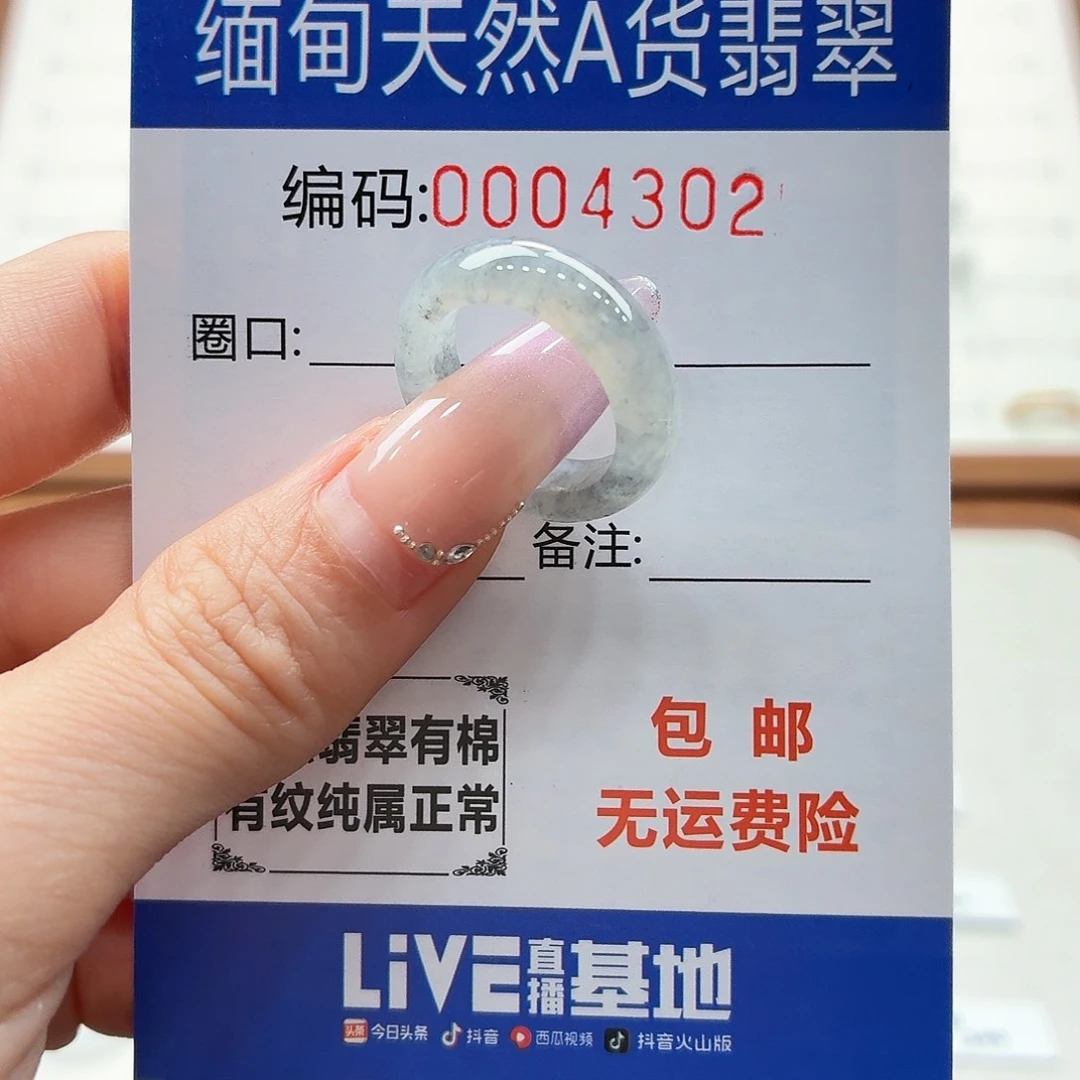 缅甸天然A货翡翠
编码:0004302
圈口:
备注:
翡翠有棉
有纹纯属正常
包 邮
无运费险
LiVE直播基地
头条 今日头条 抖音 西瓜视频 抖音火山版